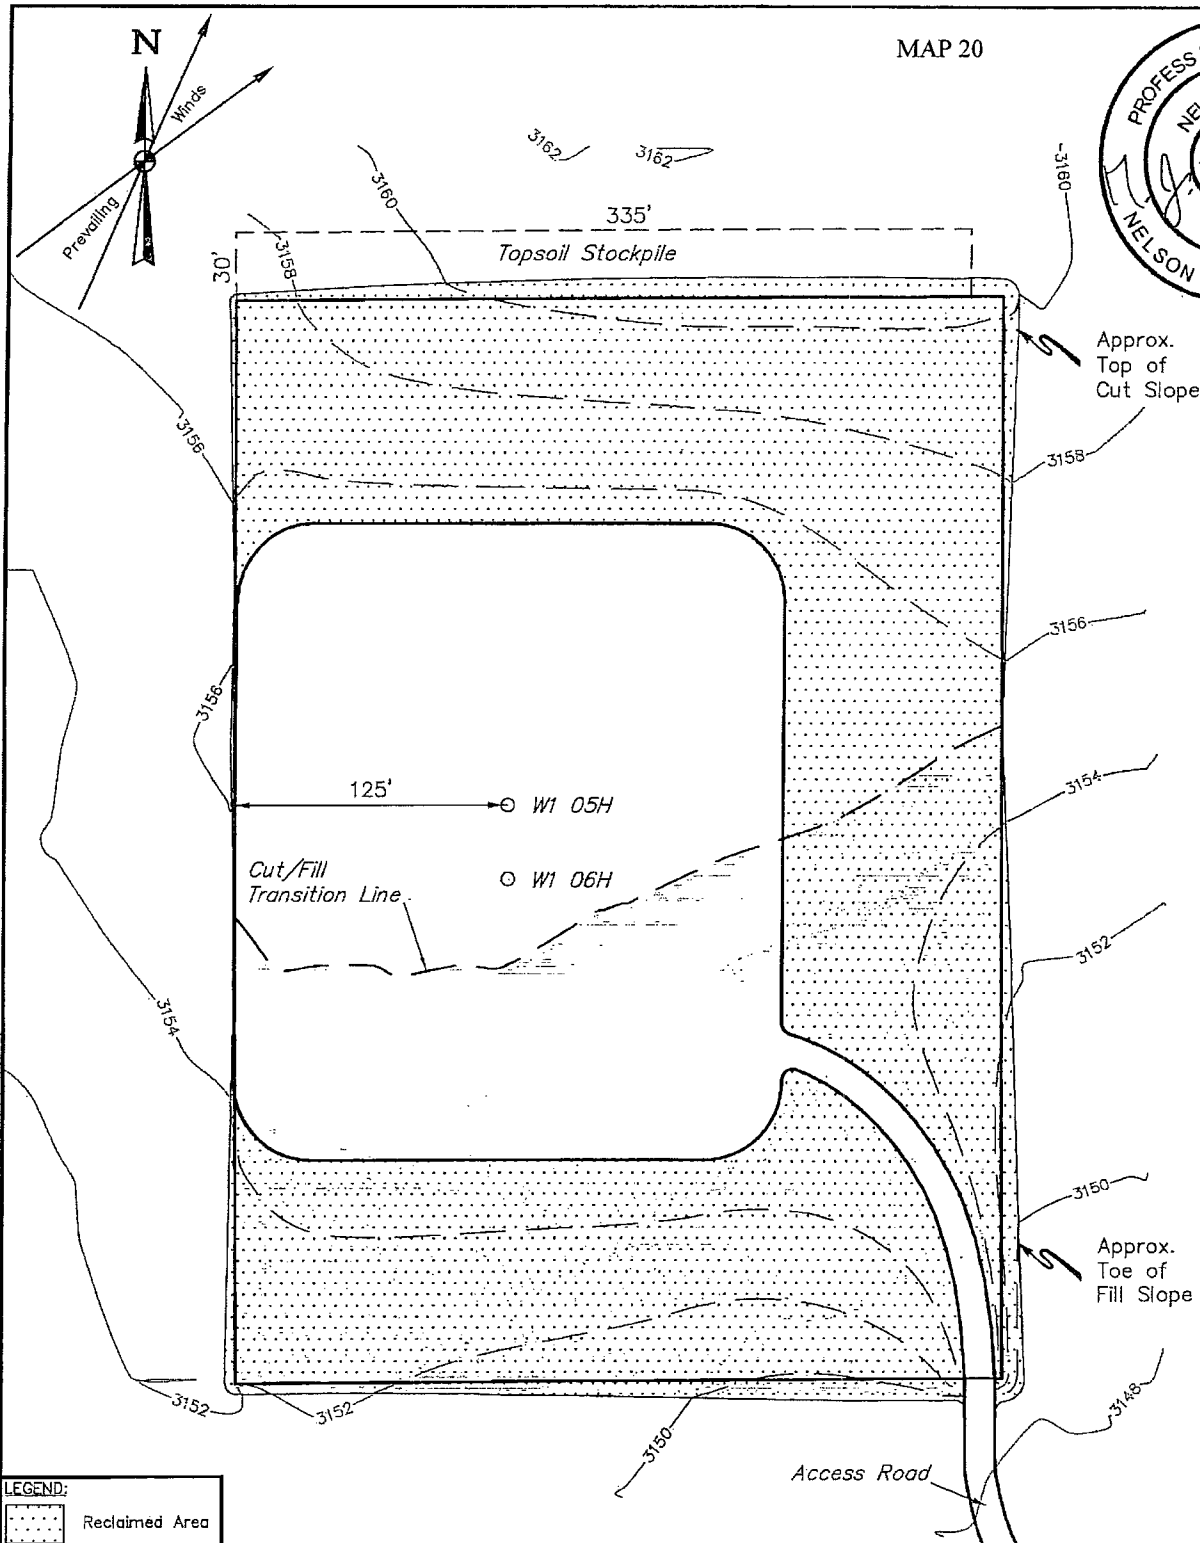 MAP 20
N
Winds
Prevailing
PROFESS
NELSON
3162
3162
3160
3160
335'
Topsoil Stockpile
30'
3158
Approx.
Top of
Cut Slope
3156
3158
3156
3156
125'
W1 05H
3154
Cut/Fill
Transition Line
W1 06H
3152
3154
3150
Approx.
Toe of
Fill Slope
3152
3152
3150
3148
Access Road
LEGEND:
Reclaimed Area